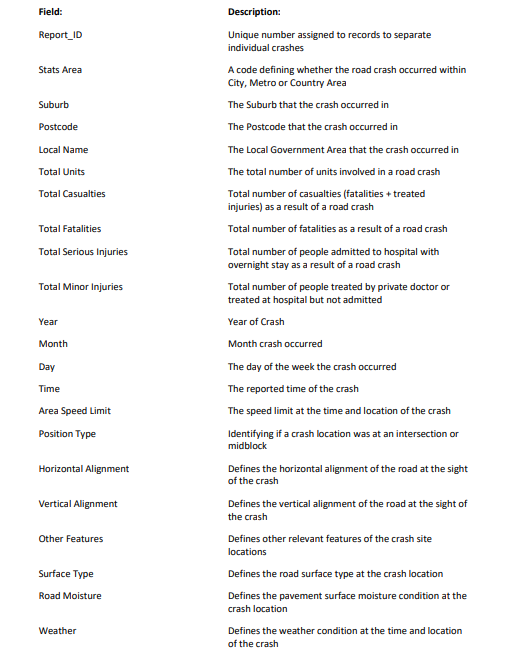 Field: Description:
Report_ID Unique number assigned to records to separate
individual crashes
Stats Area A code defining whether the road crash occurred within
City, Metro or Country Area
Suburb The Suburb that the crash occurred in
Postcode The Postcode that the crash occurred in
Local Name The Local Government Area that the crash occurred in
Total Units The total number of units involved in a road crash
Total Casualties Total number of casualties (fatalities + treated
injuries) as a result of a road crash
Total Fatalities Total number of fatalities as a result of a road crash
Total Serious Injuries Total number of people admitted to hospital with
overnight stay as a result of a road crash
Total Minor Injuries Total number of people treated by private doctor or
treated at hospital but not admitted
Year Year of Crash
Month Month crash occurred
Day The day of the week the crash occurred
Time The reported time of the crash
Area Speed Limit The speed limit at the time and location of the crash
Position Type Identifying if a crash location was at an intersection or
midblock
Horizontal Alignment Defines the horizontal alignment of the road at the sight
of the crash
Vertical Alignment Defines the vertical alignment of the road at the sight of
the crash
Other Features Defines other relevant features of the crash site
locations
Surface Type Defines the road surface type at the crash location
Road Moisture Defines the pavement surface moisture condition at the
crash location
Weather Defines the weather condition at the time and location
of the crash